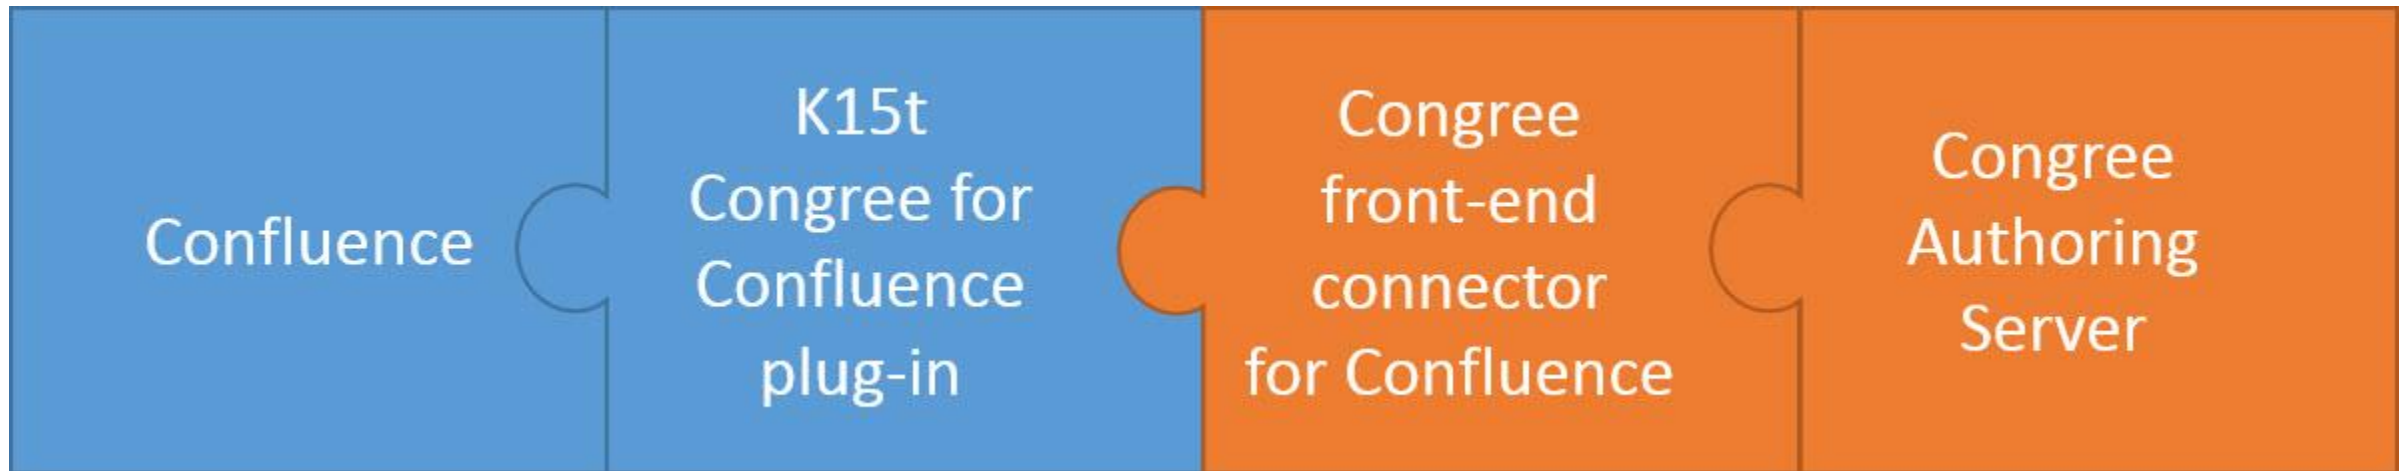 Confluence
K15t
Congree for
Confluence
plug-in
Congree
front-end
connector
for Confluence
Congree
Authoring
Server